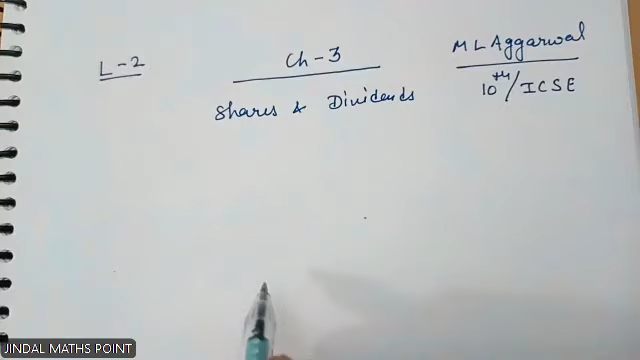 L-2
Ch-3
M L Aggarwal
Shares & Dividends
10th/ICSE
JINDAL MATHS POINT